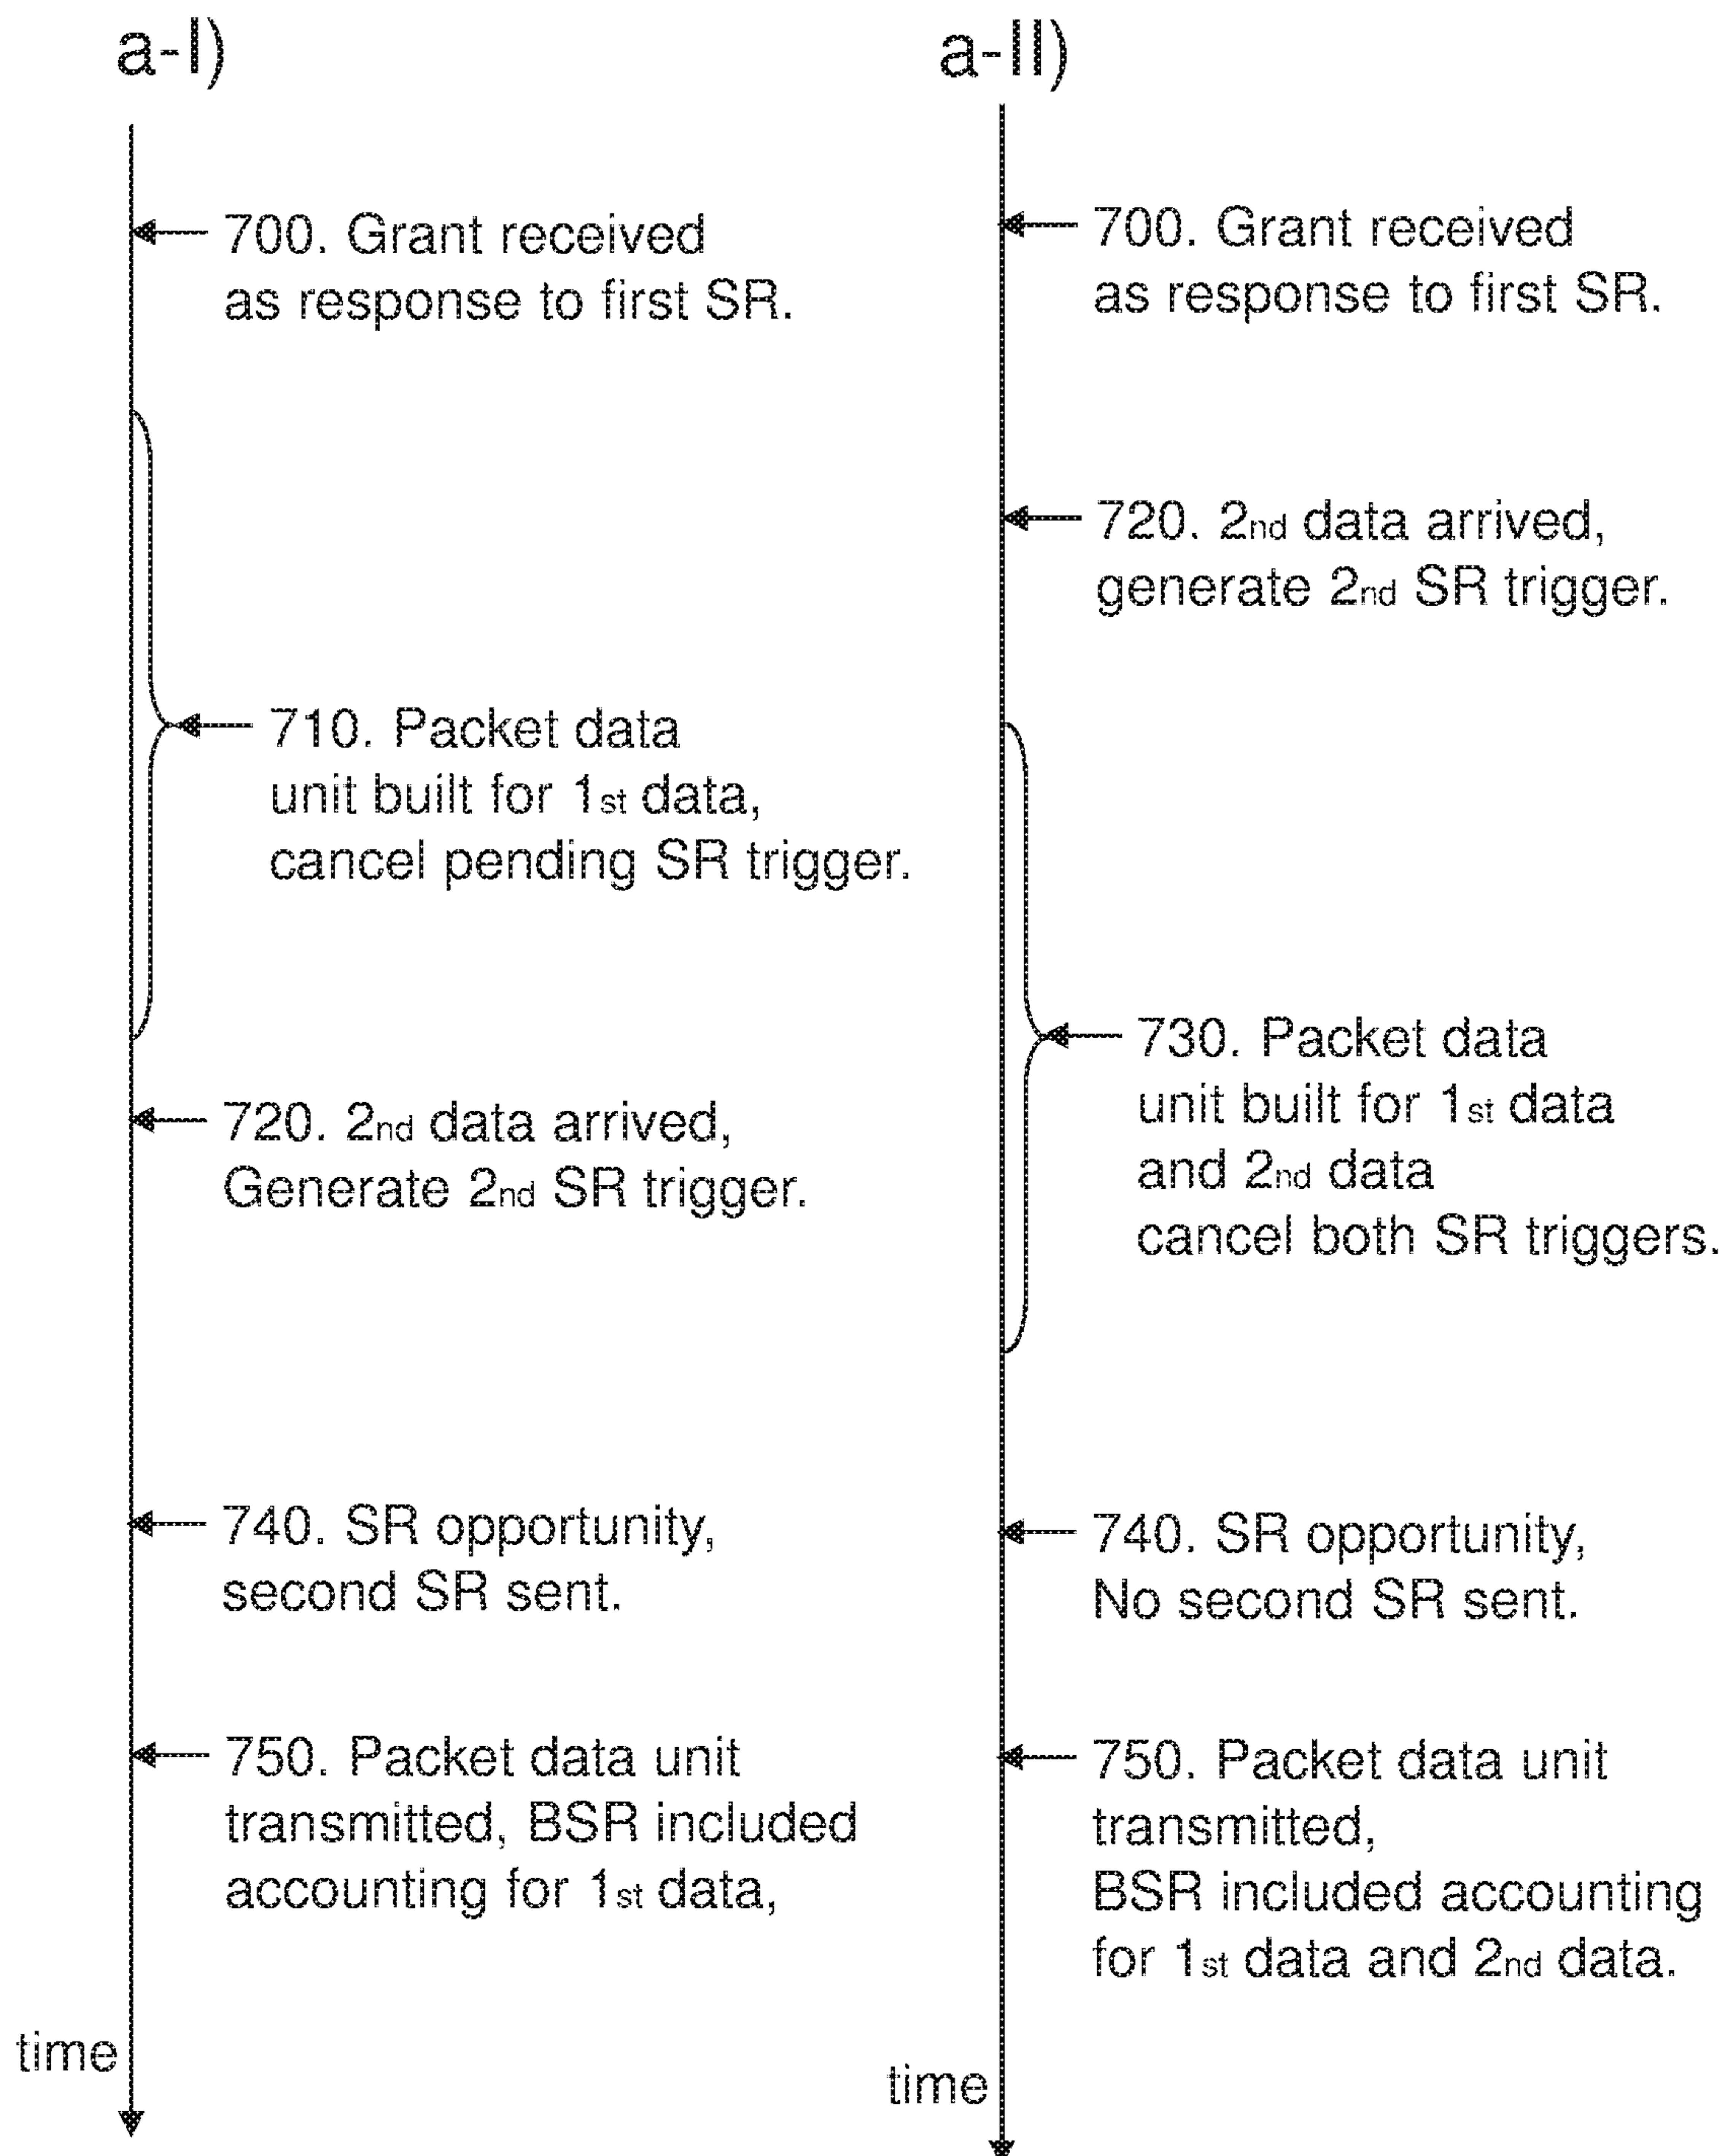 a-I)
700. Grant received
as response to first SR.
710. Packet data
unit built for 1st data,
cancel pending SR trigger.
720. 2nd data arrived,
Generate 2nd SR trigger.
740. SR opportunity,
second SR sent.
750. Packet data unit
transmitted, BSR included
accounting for 1st data,
time
a-II)
700. Grant received
as response to first SR.
720. 2nd data arrived,
generate 2nd SR trigger.
730. Packet data
unit built for 1st data
and 2nd data
cancel both SR triggers.
740. SR opportunity,
No second SR sent.
750. Packet data unit
transmitted,
BSR included accounting
for 1st data and 2nd data.
time